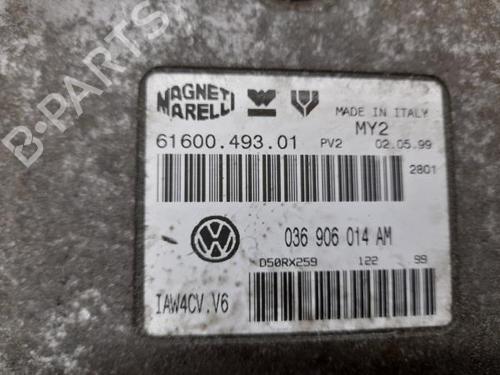 MAGNETI
MARELLI
MADE IN ITALY
61600.493.01 PV2 MY2 02.05.99
2801
036 906 014 AM
D50RX259 122 99
IAW4CV.V6
B-PARTS